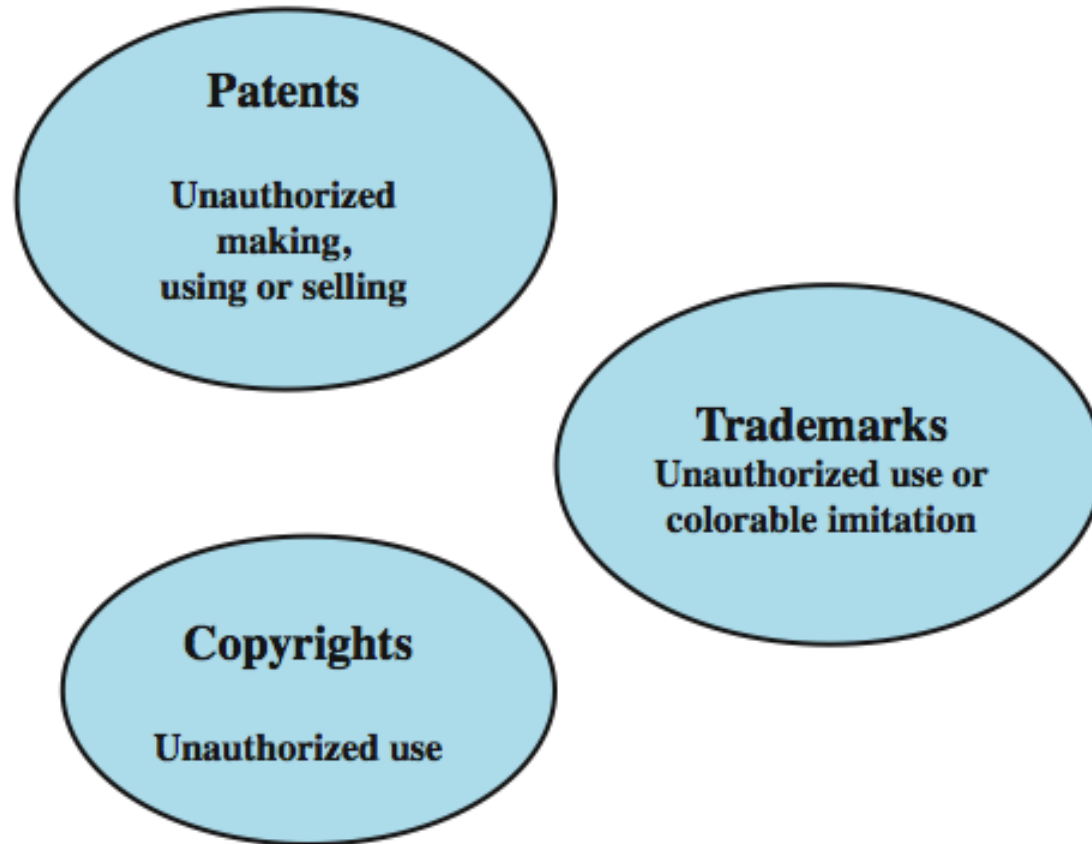 Patents
Unauthorized
making,
using or selling
Trademarks
Unauthorized use or
colorable imitation
Copyrights
Unauthorized use